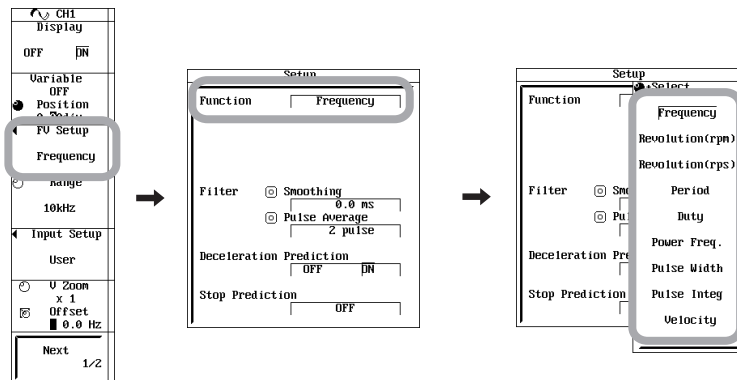 CH1
Display
OFF ON
Variable
OFF
Position
FV Setup
Frequency
Range
10kHz
Input Setup
User
V Zoom
x 1
Offset
0.0 Hz
Next
1/2
Setup
Function Frequency
Filter Smoothing
0.0 ms
Pulse Average
2 pulse
Deceleration Prediction
OFF ON
Stop Prediction
OFF
Setup
Select
Function
Frequency
Revolution(rpm)
Revolution(rps)
Filter Smo
Period
Pul
Duty
Power Freq.
Deceleration Pre
Pulse Width
Stop Prediction
Pulse Integ
Velocity